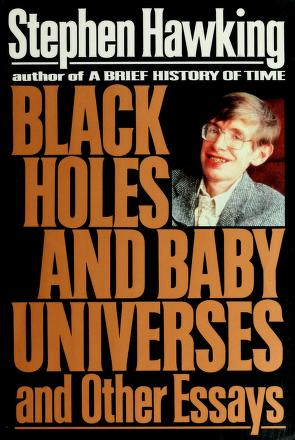 Stephen Hawking
author of A BRIEF HISTORY OF TIME
BLACK
HOLES
AND BABY
UNIVERSES
and Other Essays